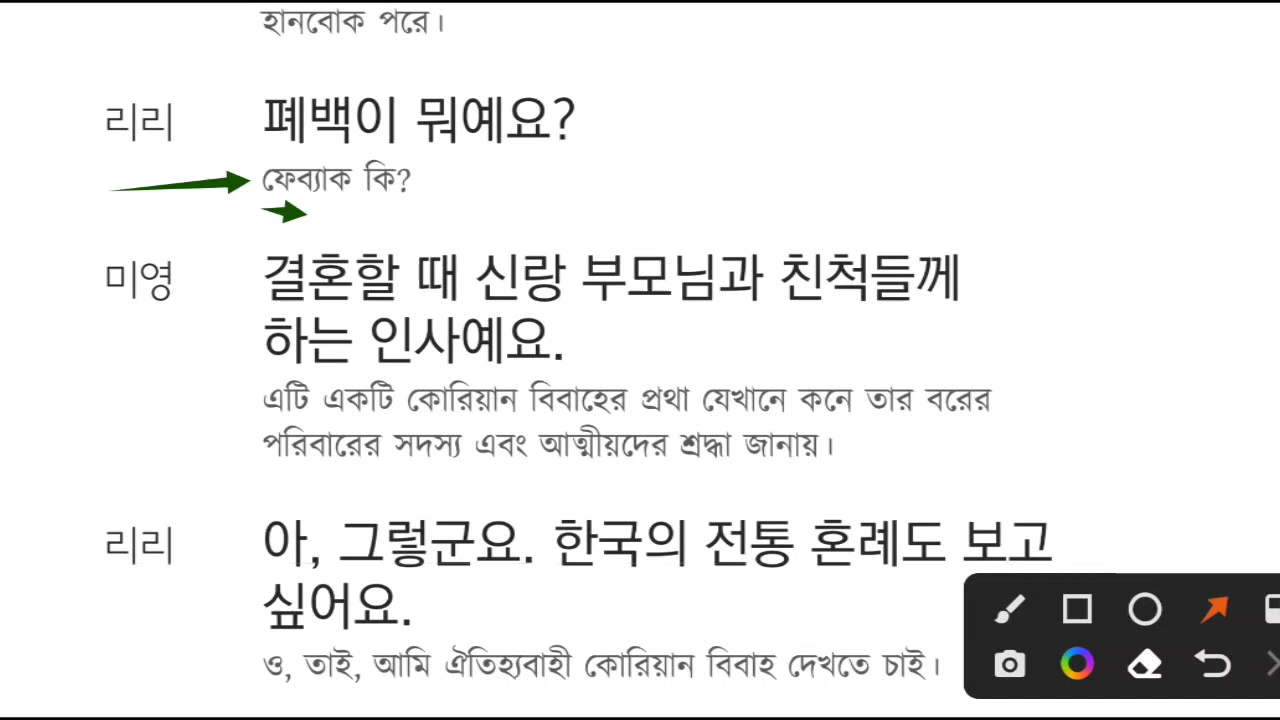 হানবোক পরে।
리리 폐백이 뭐예요?
ফেব্যাক কি?
미영 결혼할 때 신랑 부모님과 친척들께
하는 인사예요.
এটি একটি কোরিয়ান বিবাহের প্রথা যেখানে কনে তার বরের
পরিবারের সদস্য এবং আত্মীয়দের শ্রদ্ধা জানায়।
리리 아, 그렇군요. 한국의 전통 혼례도 보고
싶어요.
ও, তাই, আমি ঐতিহ্যবাহী কোরিয়ান বিবাহ দেখতে চাই।